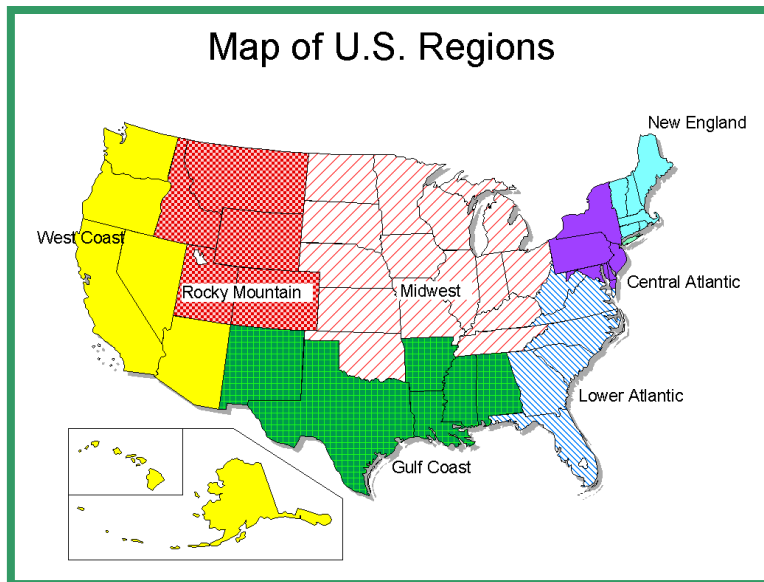 Map of U.S. Regions
New England
West Coast
Central Atlantic
Rocky Mountain
Midwest
Lower Atlantic
Gulf Coast